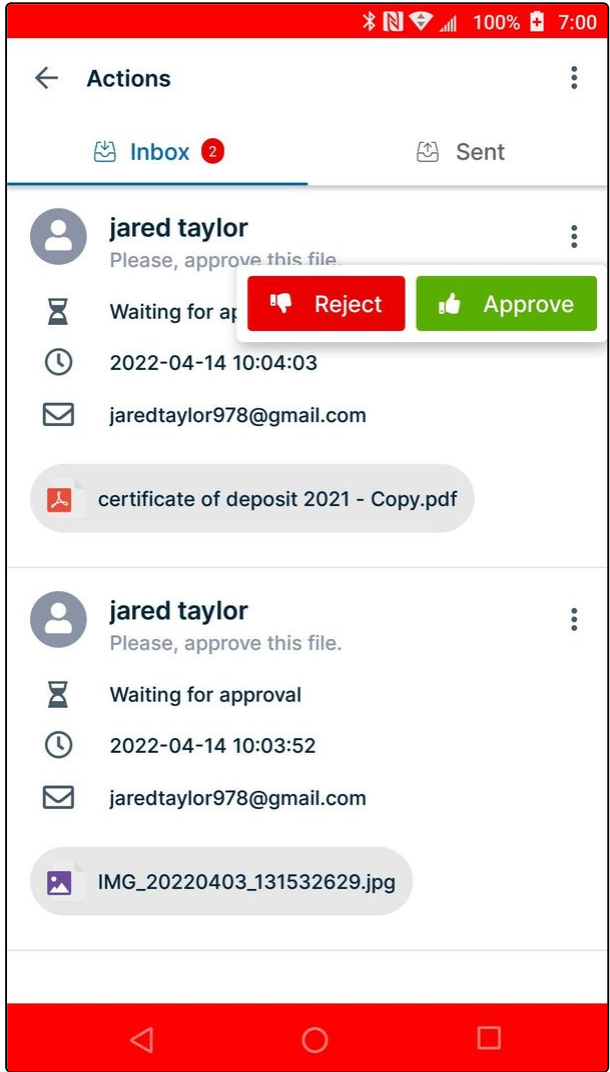 100% 7:00
Actions
Inbox 2 Sent
jared taylor
Please, approve this file.
Reject Approve
Waiting for ap
2022-04-14 10:04:03
jaredtaylor978@gmail.com
certificate of deposit 2021 - Copy.pdf
jared taylor
Please, approve this file.
Waiting for approval
2022-04-14 10:03:52
jaredtaylor978@gmail.com
IMG_20220403_131532629.jpg